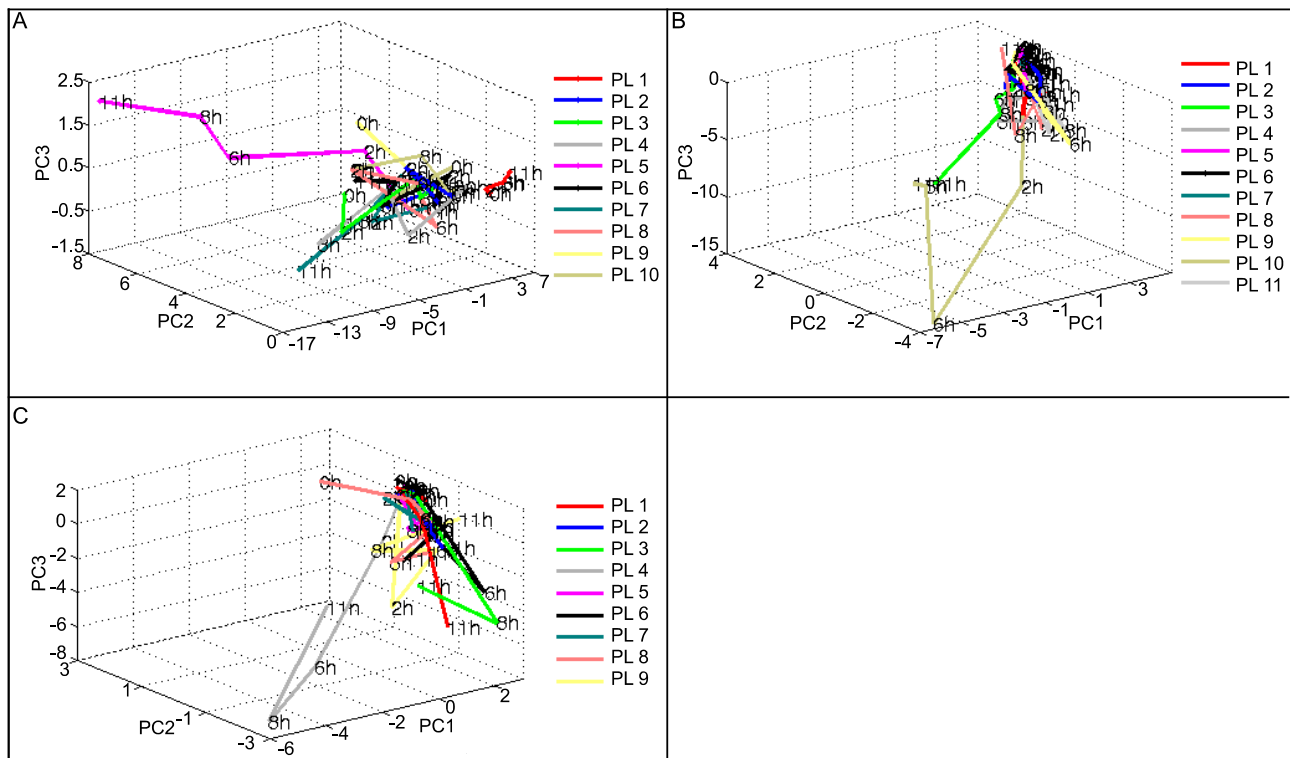 A
2.5
1.5
0.5
-0.5
-1.5
PC3
8
6
4
2
0
PC2
-17
-13
-9
-5
-1
3
7
PC1
11h
8h
6h
2h
0h
8h
0h
11h
0h
2h
6h
11h
PL 1
PL 2
PL 3
PL 4
PL 5
PL 6
PL 7
PL 8
PL 9
PL 10
B
0
-5
-10
-15
PC3
4
2
0
-2
-4
PC2
-7
-5
-3
-1
1
3
PC1
11h
2h
6h
8h
6h
PL 1
PL 2
PL 3
PL 4
PL 5
PL 6
PL 7
PL 8
PL 9
PL 10
PL 11
C
2
0
-2
-4
-6
-8
PC3
3
1
-1
-3
PC2
-6
-4
-2
0
2
PC1
0h
11h
8h
6h
11h
2h
11h
8h
11h
6h
8h
PL 1
PL 2
PL 3
PL 4
PL 5
PL 6
PL 7
PL 8
PL 9